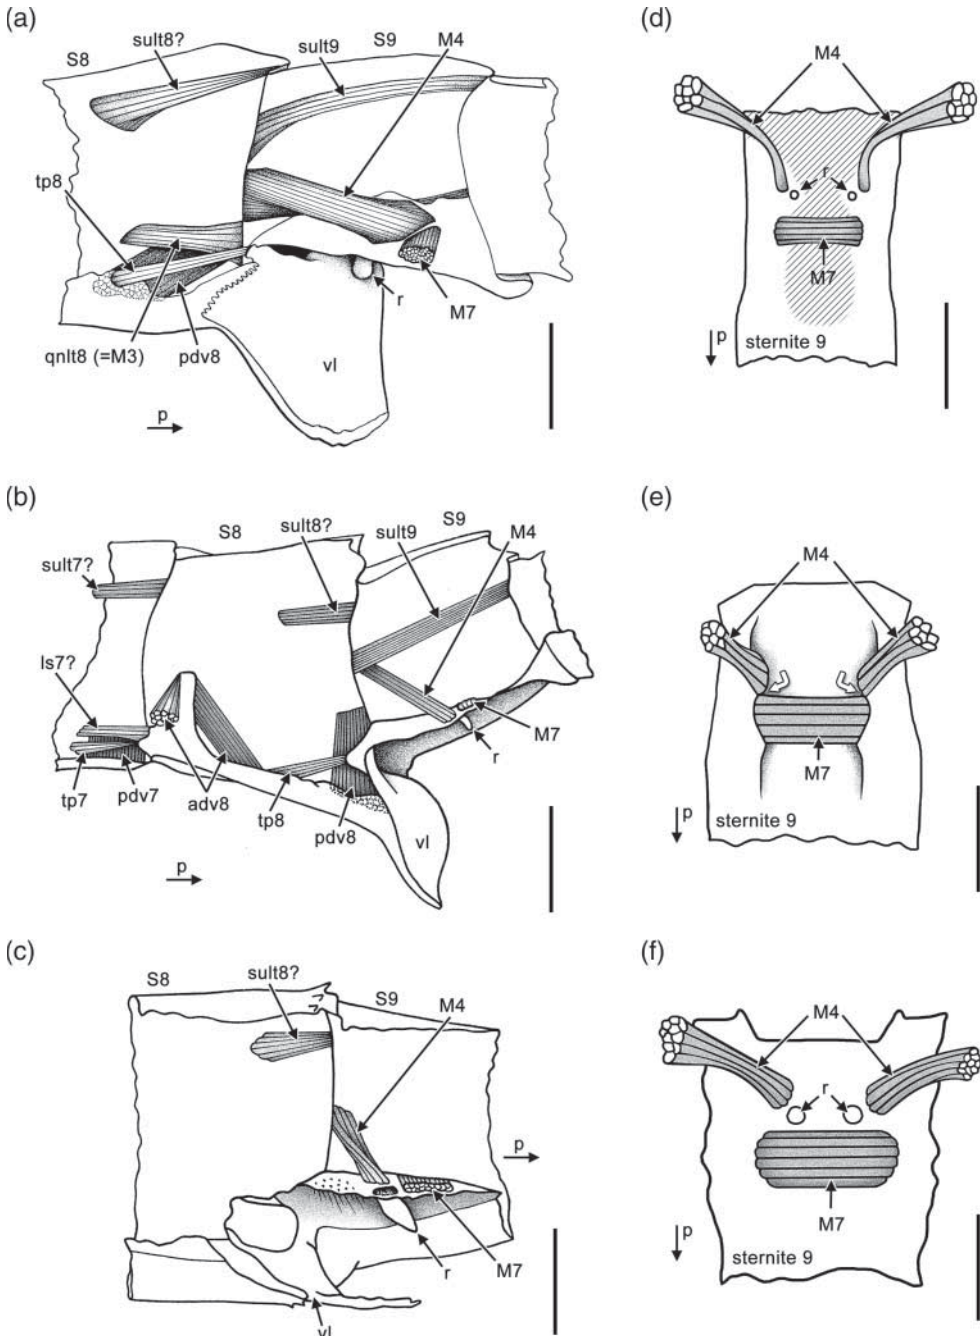 (a)
S8
sult8?
sult9
S9
M4
tp8
qnlt8 (=M3)
pdv8
vl
r
M7
p
(d)
M4
r
M7
p
sternite 9
(b)
sult7?
S8
sult8?
sult9
S9
M4
ls7?
tp7
pdv7
adv8
tp8
pdv8
vl
M7
r
p
(e)
M4
M7
p
sternite 9
(c)
S8
sult8?
S9
M4
p
r
M7
vl
(f)
M4
r
M7
p
sternite 9